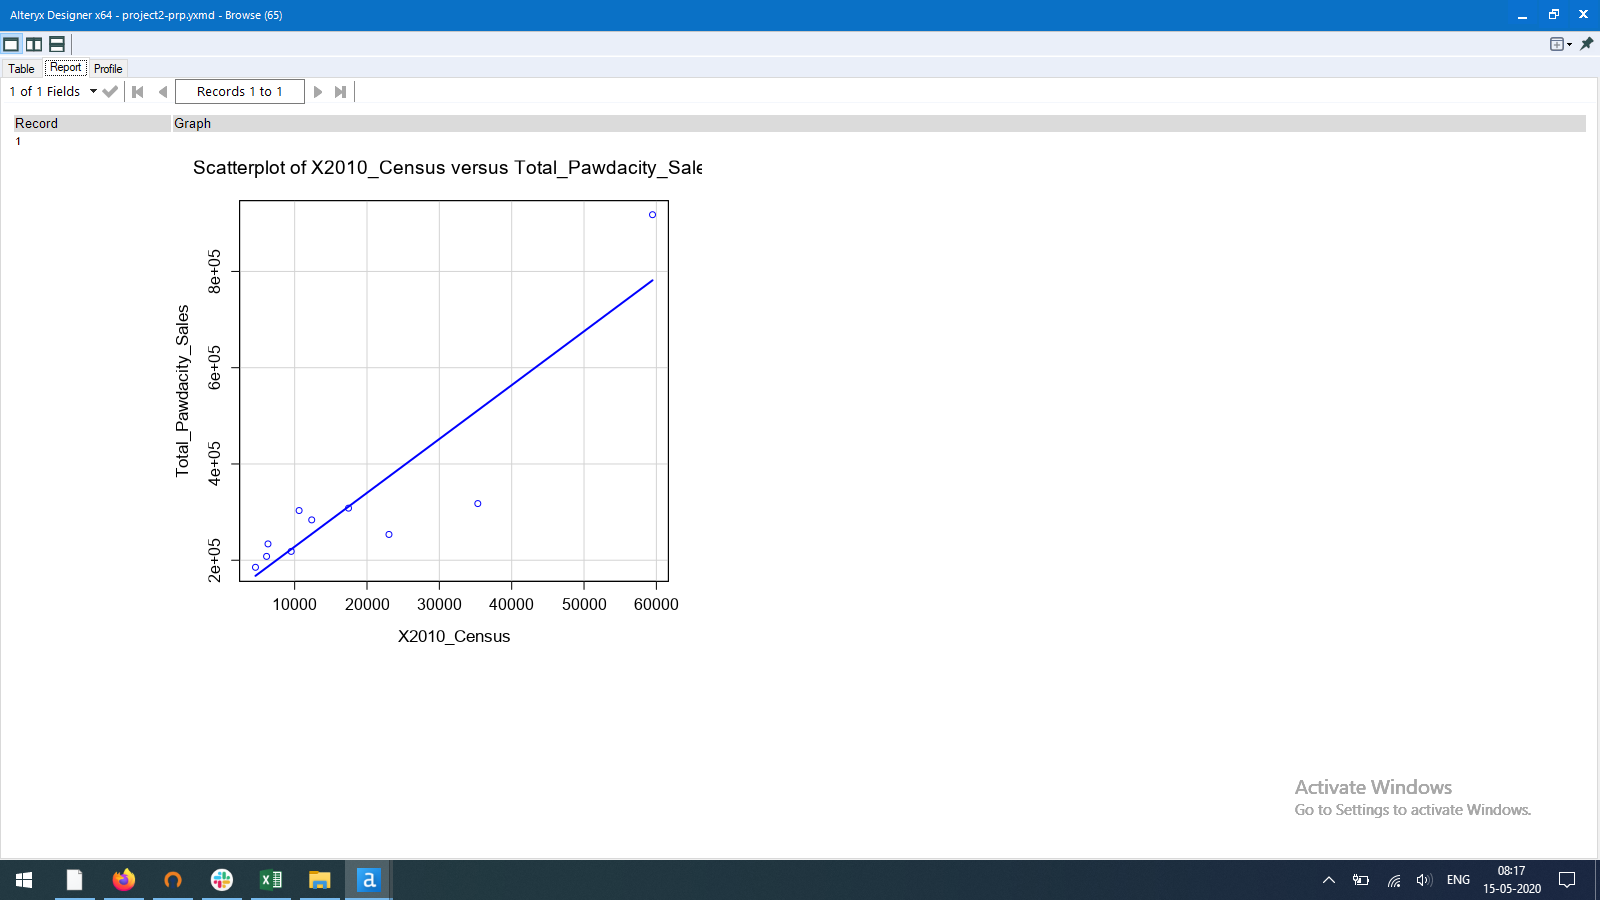 Alteryx Designer x64 - project2-prp.yxmd - Browse (65)
Table Report Profile
1 of 1 Fields Records 1 to 1
Record Graph
1
Scatterplot of X2010_Census versus Total_Pawdacity_Sale
Total_Pawdacity_Sales
8e+05
6e+05
4e+05
2e+05
10000 20000 30000 40000 50000 60000
X2010_Census
Activate Windows
Go to Settings to activate Windows.
a
ENG
08:17
15-05-2020